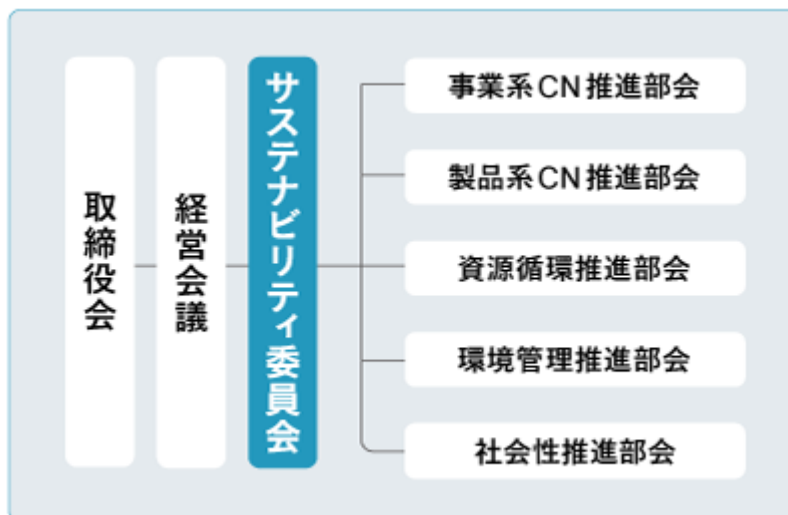 取締役会
経営会議
サステナビリティ委員会
事業系CN推進部会
製品系CN推進部会
資源循環推進部会
環境管理推進部会
社会性推進部会